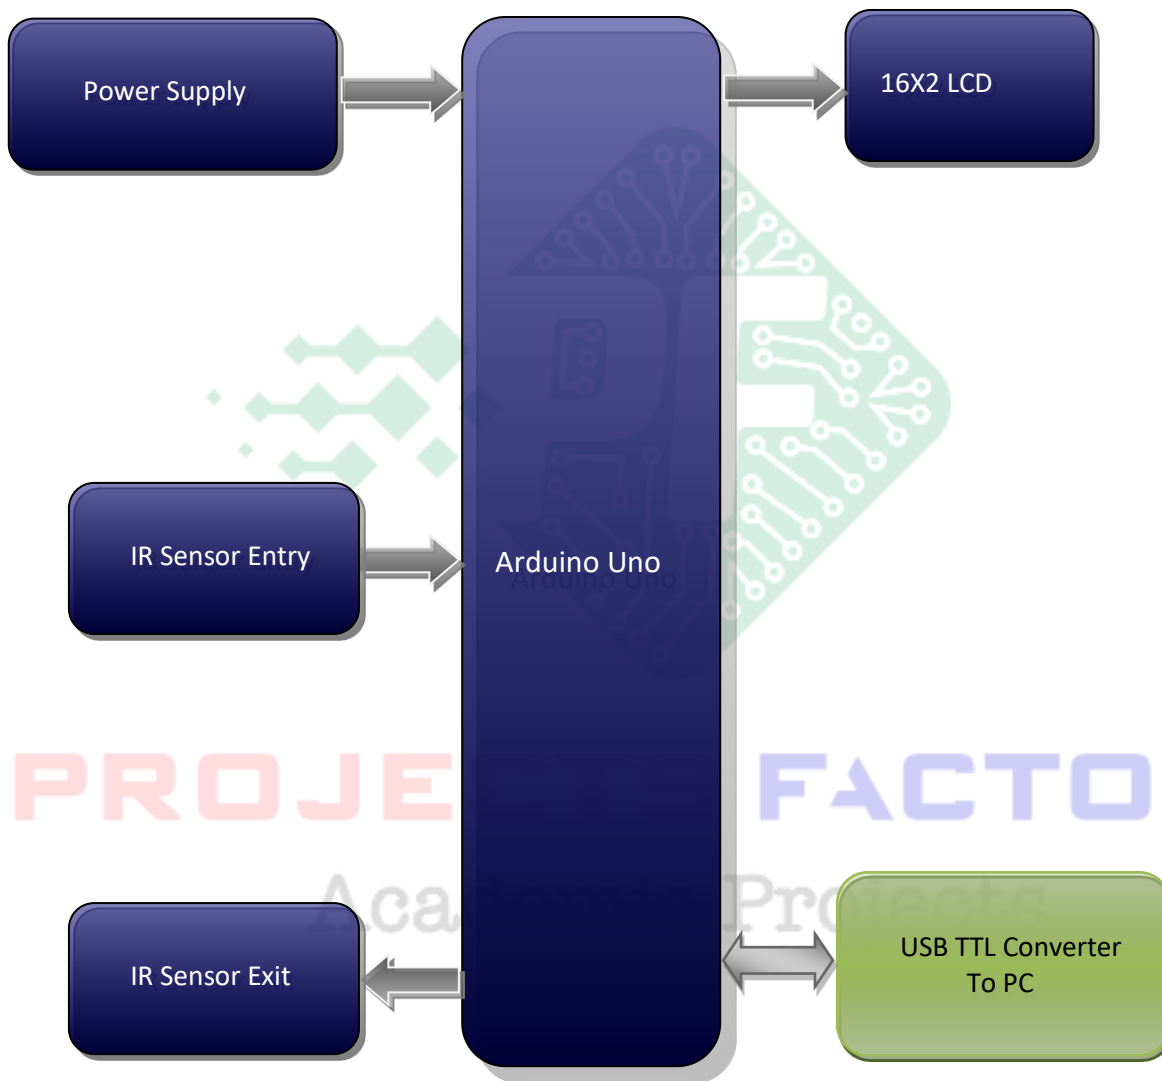 Power Supply
16X2 LCD
IR Sensor Entry
Arduino Uno
Arduino Uno
PROJECTS FACTO
Academic Projects
IR Sensor Exit
USB TTL Converter
To PC